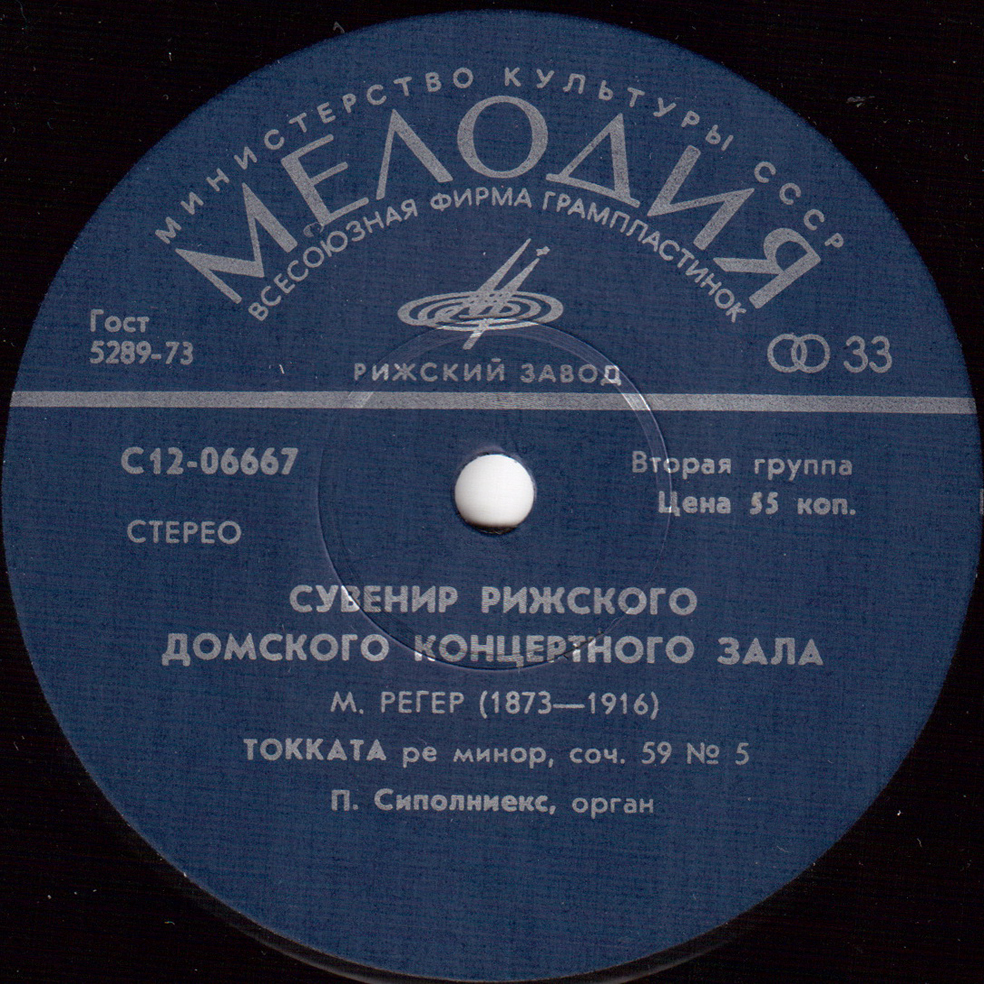 МИНИСТЕРСТВО КУЛЬТУРЫ СССР
МЕЛОДИЯ
ВСЕСОЮЗНАЯ ФИРМА ГРАМПЛАСТИНОК
Гост
5289-73
33
РИЖСКИЙ ЗАВОД
С12-06667
Вторая группа
Цена 55 коп.
СТЕРЕО
СУВЕНИР РИЖСКОГО
ДОМСКОГО КОНЦЕРТНОГО ЗАЛА
М. РЕГЕР (1873—1916)
ТОККАТА ре минор, соч. 59 № 5
П. Сиполниекс, орган